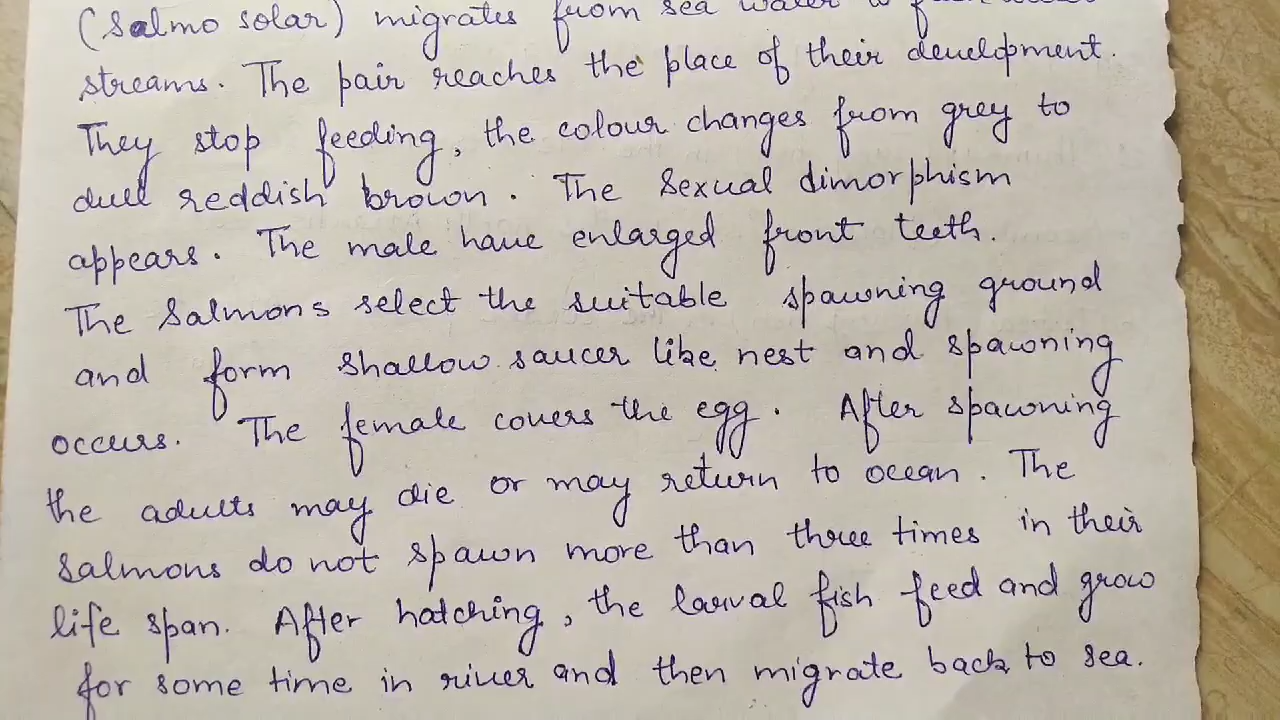 (Salmo solar) migrates from sea water to
streams. The pair reaches the place of their development.
They stop feeding, the colour changes from grey to
dull reddish brown. The Sexual dimorphism
appears. The male have enlarged front teeth.
The Salmons select the suitable spawning ground
and form shallow saucer like nest and spawning
occurs. The female covers the egg. After spawning
the adults may die or may return to ocean. The
Salmons do not spawn more than three times in their
life span. After hatching, the larval fish feed and grow
for some time in river and then migrate back to sea.